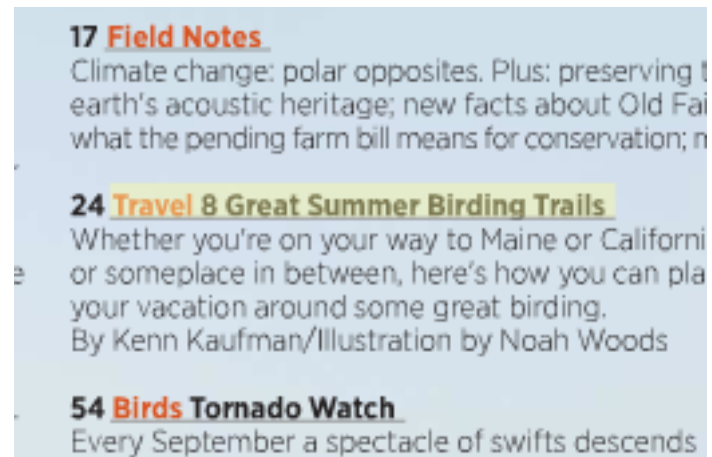 17 Field Notes
Climate change: polar opposites. Plus: preserving
earth's acoustic heritage; new facts about Old
what the pending farm bill means for conservation;
24 Travel 8 Great Summer Birding Trails
Whether you're on your way to Maine or
or someplace in between, here's how you can
your vacation around some great birding.
By Kenn Kaufman/Illustration by Noah Woods
54 Birds Tornado Watch
Every September a spectacle of swifts descends